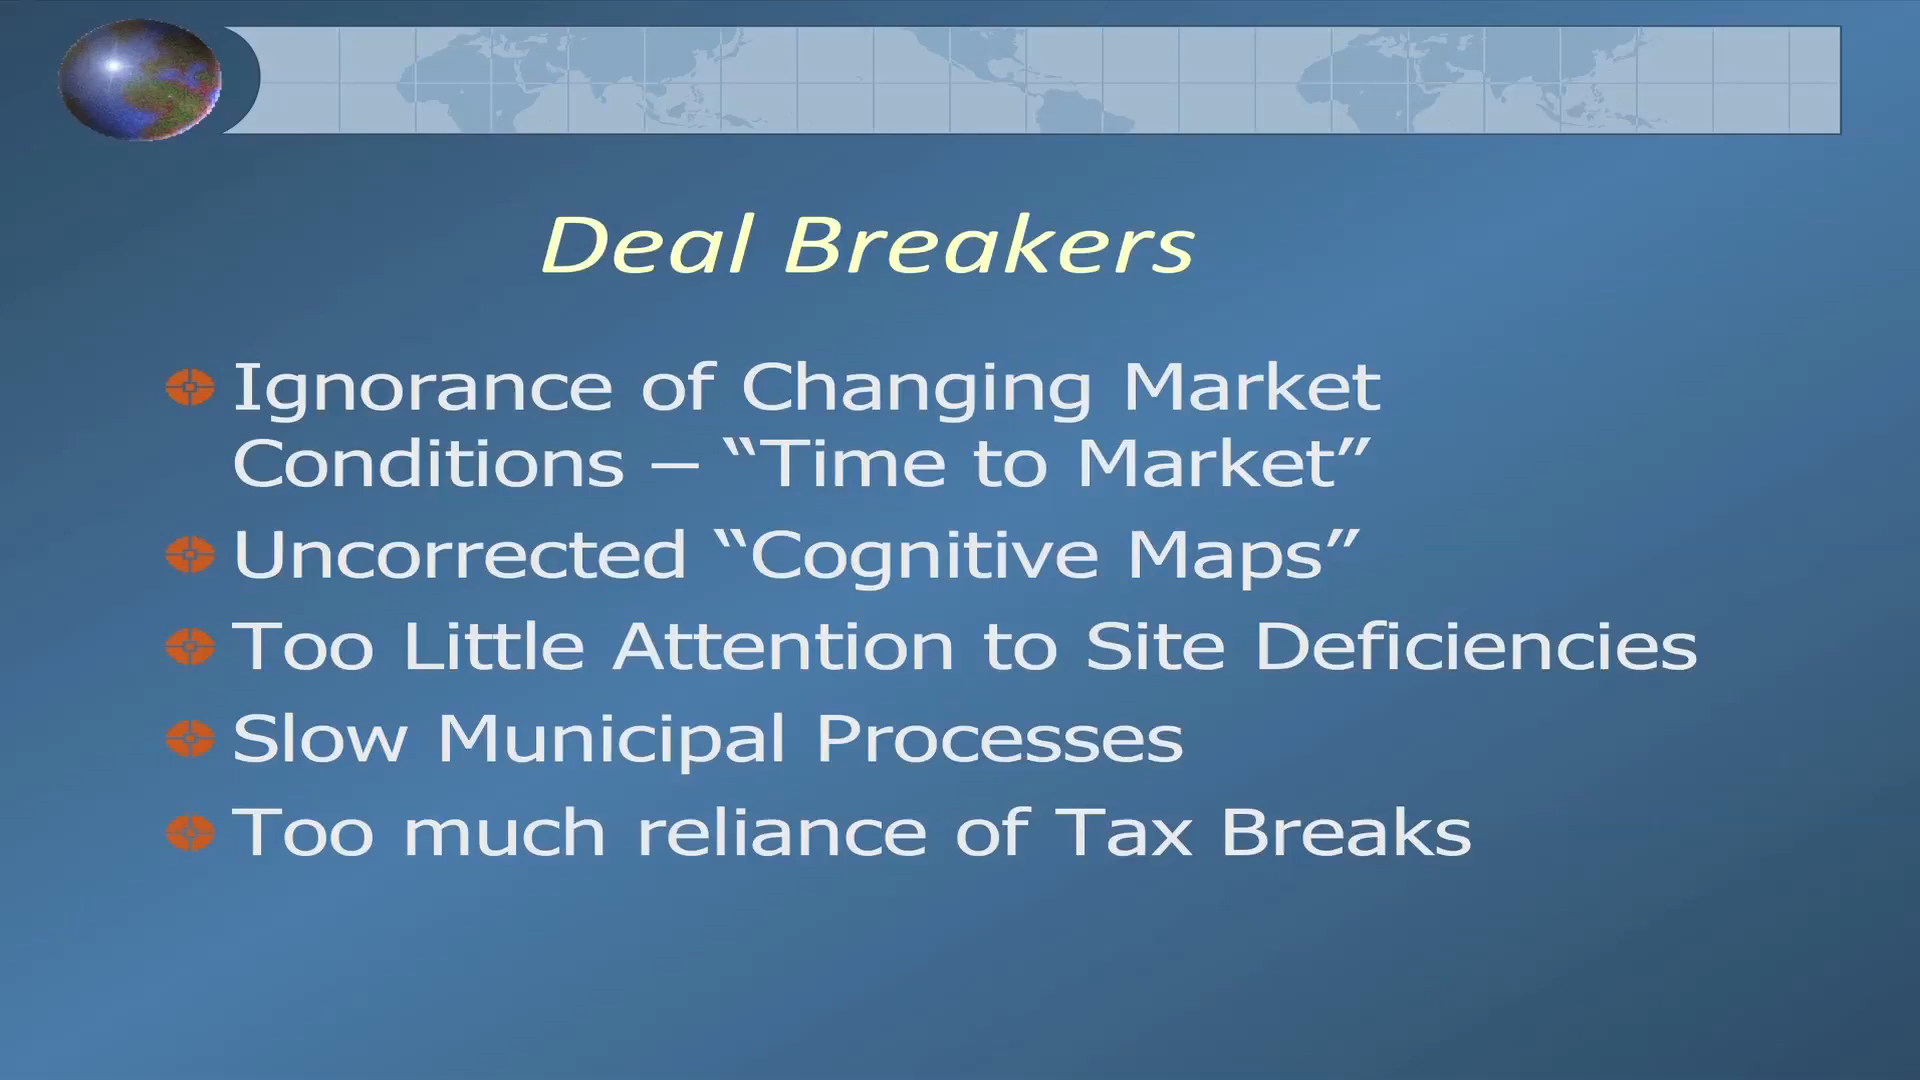 Deal Breakers
Ignorance of Changing Market
Conditions – “Time to Market”
Uncorrected “Cognitive Maps”
Too Little Attention to Site Deficiencies
Slow Municipal Processes
Too much reliance of Tax Breaks